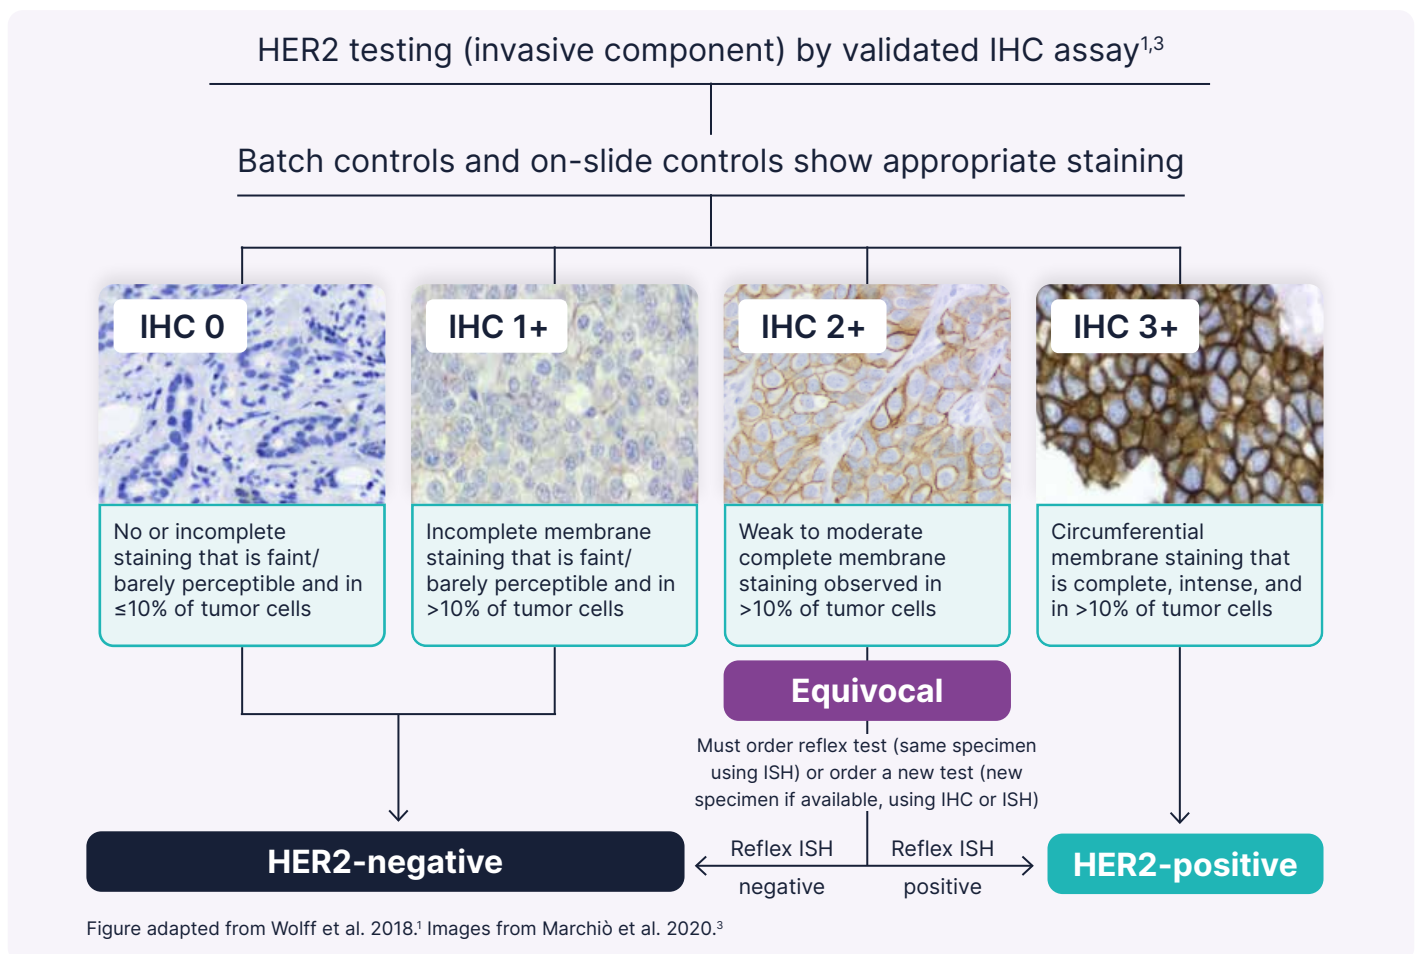 HER2 testing (invasive component) by validated IHC assay¹,³
Batch controls and on-slide controls show appropriate staining
IHC 0
IHC 1+
IHC 2+
IHC 3+
No or incomplete
staining that is faint/
barely perceptible and in
≤10% of tumor cells
Incomplete membrane
staining that is faint/
barely perceptible and in
>10% of tumor cells
Weak to moderate
complete membrane
staining observed in
>10% of tumor cells
Circumferential
membrane staining that
is complete, intense, and
in >10% of tumor cells
Equivocal
Must order reflex test (same specimen
using ISH) or order a new test (new
specimen if available, using IHC or ISH)
HER2-negative
Reflex ISH
negative
Reflex ISH
positive
HER2-positive
Figure adapted from Wolff et al. 2018.¹ Images from Marchiò et al. 2020.³